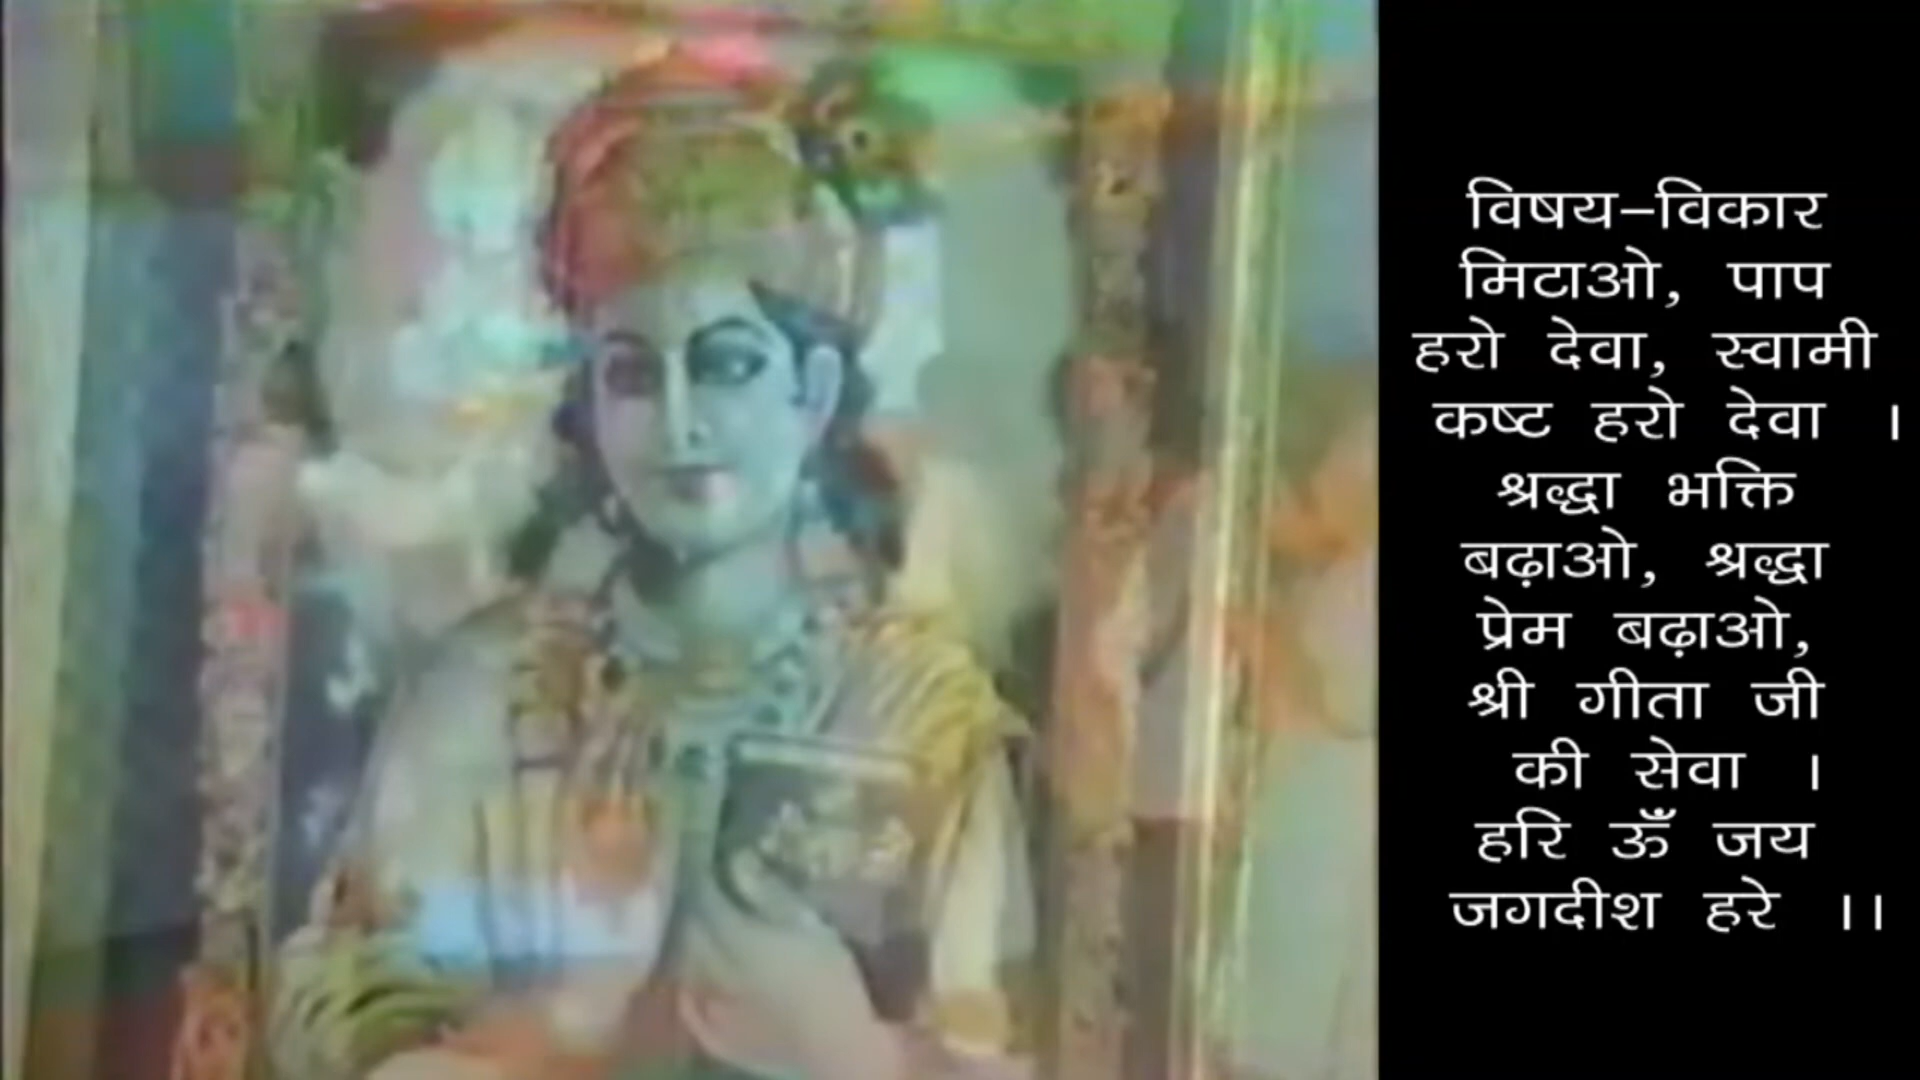 विषय–विकार
मिटाओ, पाप
हरो देवा, स्वामी
कष्ट हरो देवा ।
श्रद्धा भक्ति
बढ़ाओ, श्रद्धा
प्रेम बढ़ाओ,
श्री गीता जी
की सेवा ।
हरि ऊँ जय
जगदीश हरे ।।